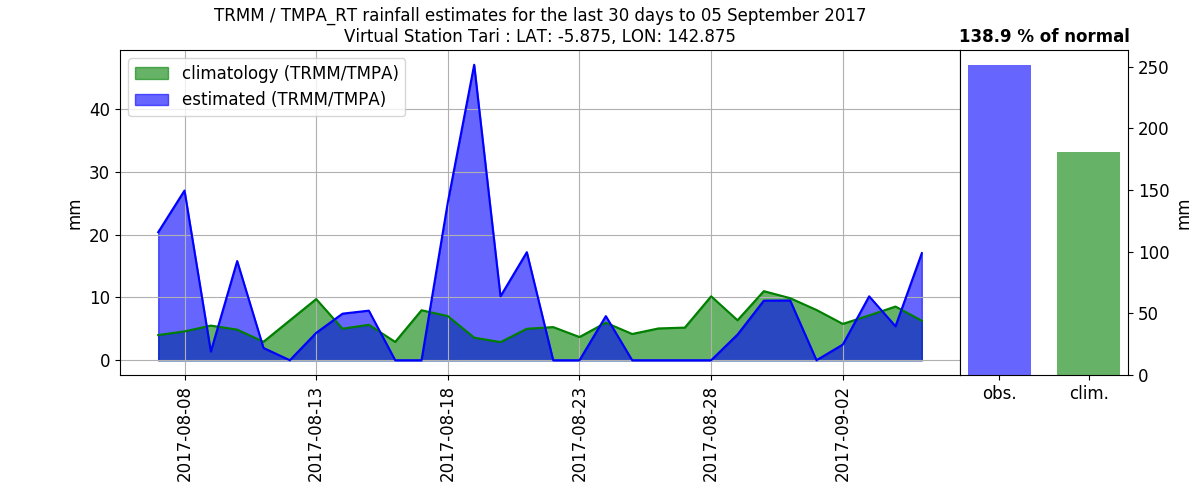 TRMM / TMPA_RT rainfall estimates for the last 30 days to 05 September 2017
Virtual Station Tari : LAT: -5.875, LON: 142.875
138.9 % of normal
climatology (TRMM/TMPA)
estimated (TRMM/TMPA)
mm
40
30
20
10
0
2017-08-08
2017-08-13
2017-08-18
2017-08-23
2017-08-28
2017-09-02
obs.
clim.
250
200
150
100
50
0
mm